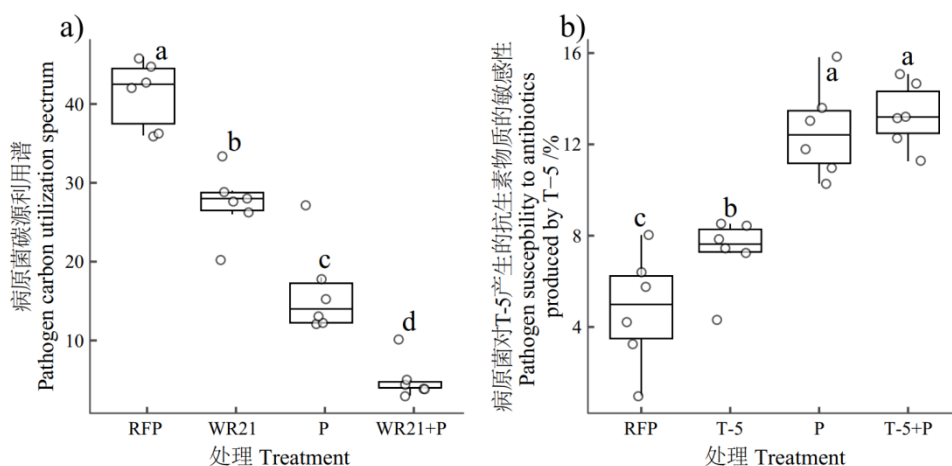 a)
病原菌碳源利用谱
Pathogen carbon utilization spectrum
40
30
20
10
a
b
c
d
RFP WR21 P WR21+P
处理 Treatment
b)
病原菌对T-5产生的抗生素物质的敏感性
Pathogen suscepbility to antibiotics
produced by T−5 /%
16
12
8
4
c
b
a
a
RFP T-5 P T-5+P
处理 Treatment